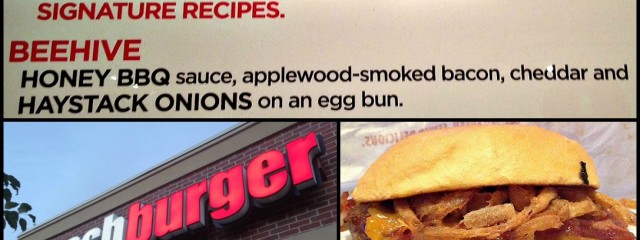 SIGNATURE RECIPES.
BEEHIVE
HONEY BBQ sauce, applewood-smoked bacon, cheddar and
HAYSTACK ONIONS on an egg bun.
burger